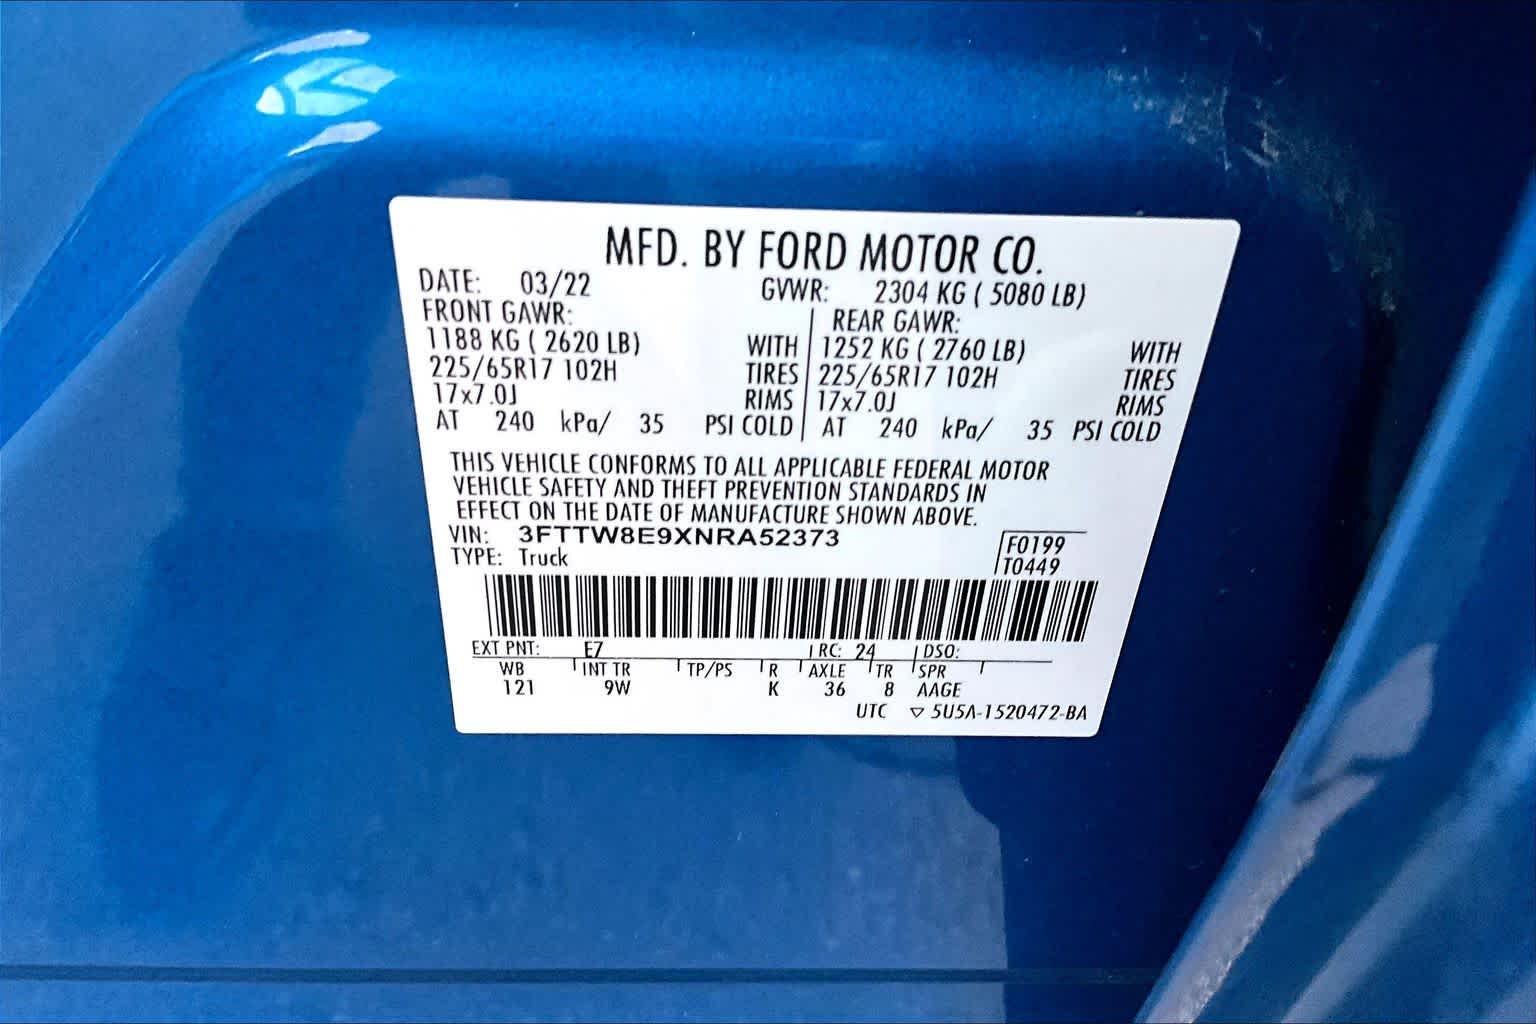 MFD. BY FORD MOTOR CO.
DATE: 03/22 GVWR: 2304 KG ( 5080 LB)
FRONT GAWR: REAR GAWR:
1188 KG ( 2620 LB) WITH 1252 KG ( 2760 LB) WITH
225/65R17 102H TIRES 225/65R17 102H TIRES
17x7.0J RIMS 17x7.0J RIMS
AT 240 kPa/ 35 PSI COLD AT 240 kPa/ 35 PSI COLD
THIS VEHICLE CONFORMS TO ALL APPLICABLE FEDERAL MOTOR
VEHICLE SAFETY AND THEFT PREVENTION STANDARDS IN
EFFECT ON THE DATE OF MANUFACTURE SHOWN ABOVE.
VIN: 3FTTW8E9XNRA52373
TYPE: Truck
F0199
T0449
EXT PNT: E7 RC: 24 DSO:
WB INT TR TP/PS R AXLE TR SPR
121 9W K 36 8 AAGE
UTC ▽ 5U5A-1520472-BA